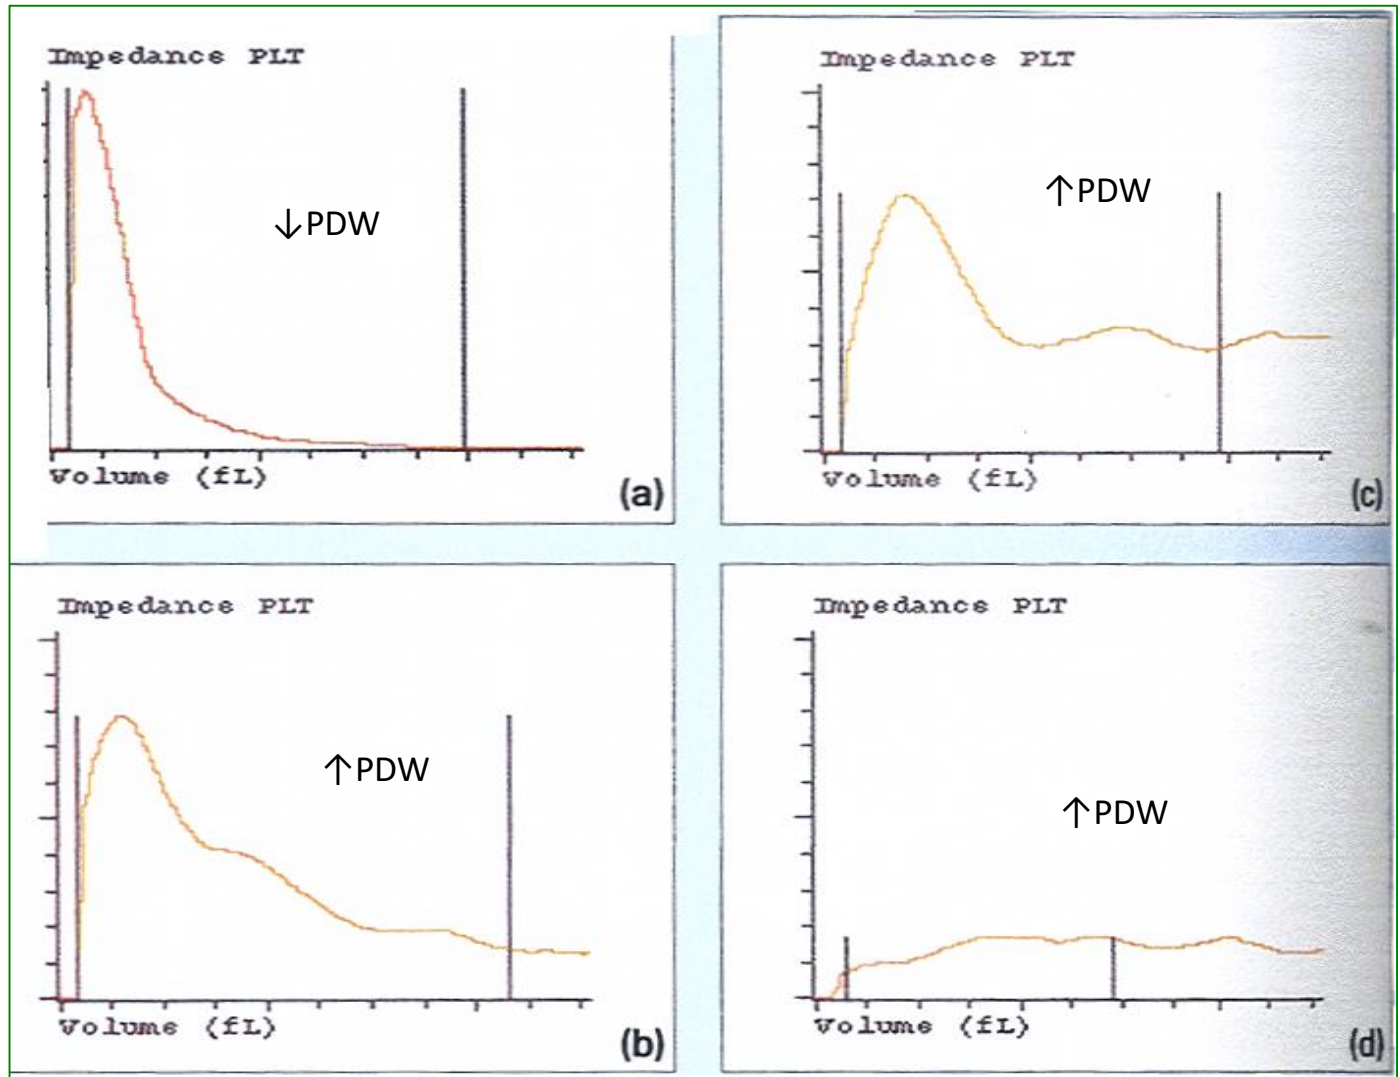 Impedance PLT
↓PDW
Volume (fL)
(a)
Impedance PLT
↑PDW
Volume (fL)
(b)
Impedance PLT
↑PDW
Volume (fL)
(c)
Impedance PLT
↑PDW
Volume (fL)
(d)